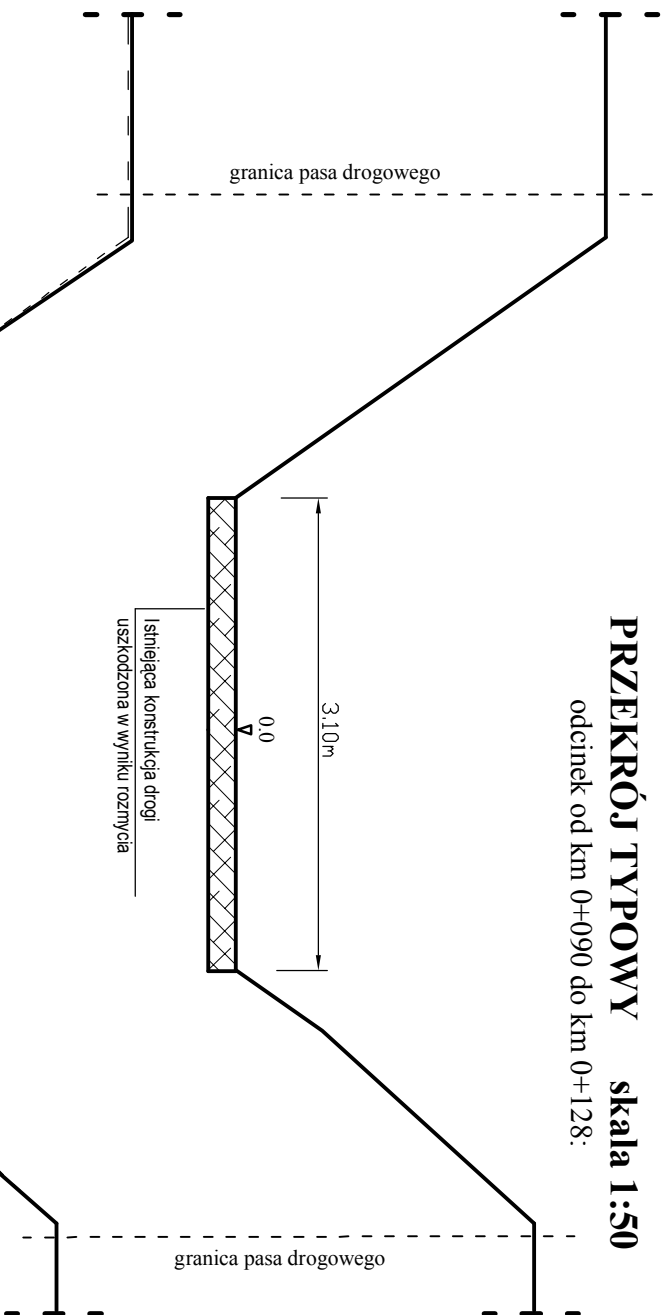 PRZEKRÓJ TYPOWY skala 1:50
odcinek od km 0+090 do km 0+128:
granica pasa drogowego
3.10m
0.0
Istniejąca konstrukcja drogi
uszkodzona w wyniku rozmycia
granica pasa drogowego